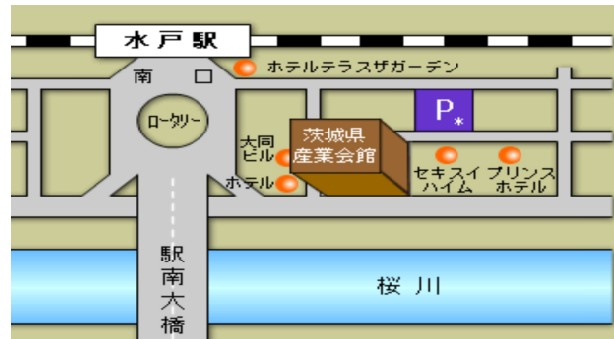 水戸駅
南 口
ホテルテラスザガーデン
P*
ロータリー
大同
ビル
茨城県
産業会館
ホテル
セキスイ
ハイム
プリンス
ホテル
駅南大橋
桜川